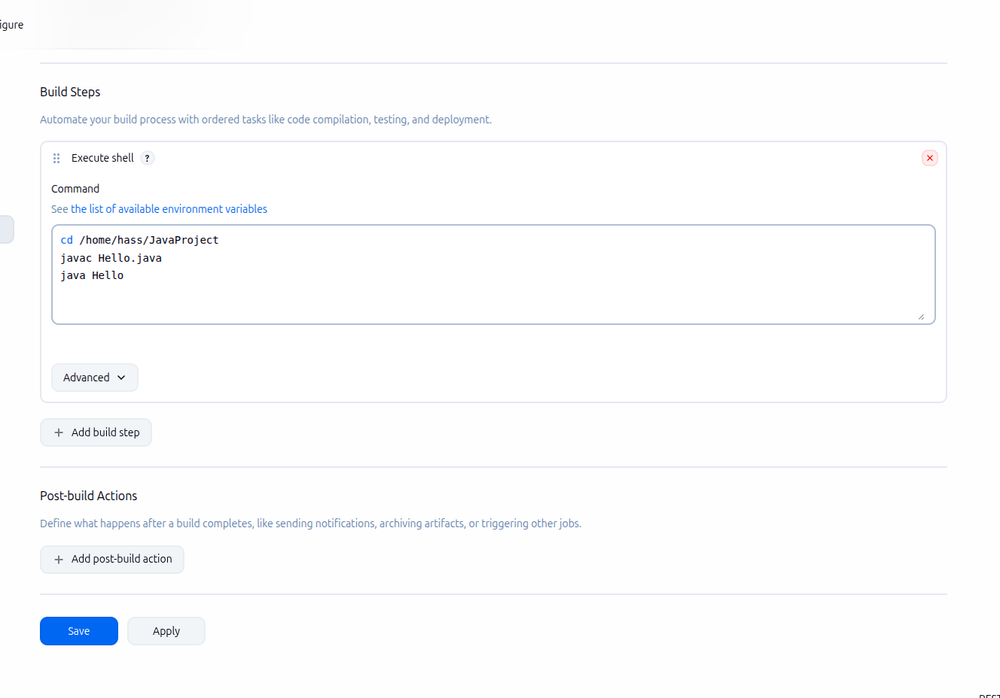 igure
Build Steps
Automate your build process with ordered tasks like code compilation, testing, and deployment.
Execute shell ?
Command
See the list of available environment variables
cd /home/hass/JavaProject
javac Hello.java
java Hello
Advanced
Add build step
Post-build Actions
Define what happens after a build completes, like sending notifications, archiving artifacts, or triggering other jobs.
Add post-build action
Save Apply